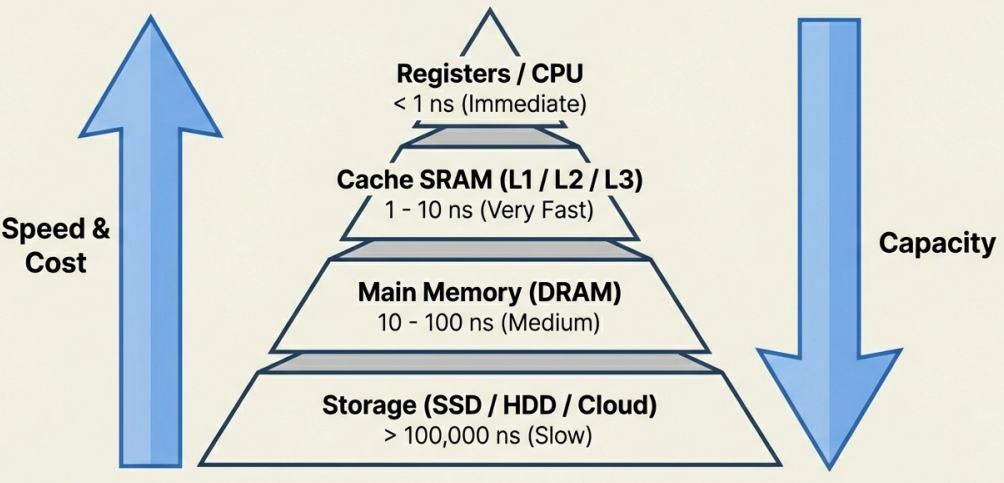 Registers / CPU
< 1 ns (Immediate)
Cache SRAM (L1 / L2 / L3)
1 - 10 ns (Very Fast)
Speed &
Cost
Capacity
Main Memory (DRAM)
10 - 100 ns (Medium)
Storage (SSD / HDD / Cloud)
> 100,000 ns (Slow)